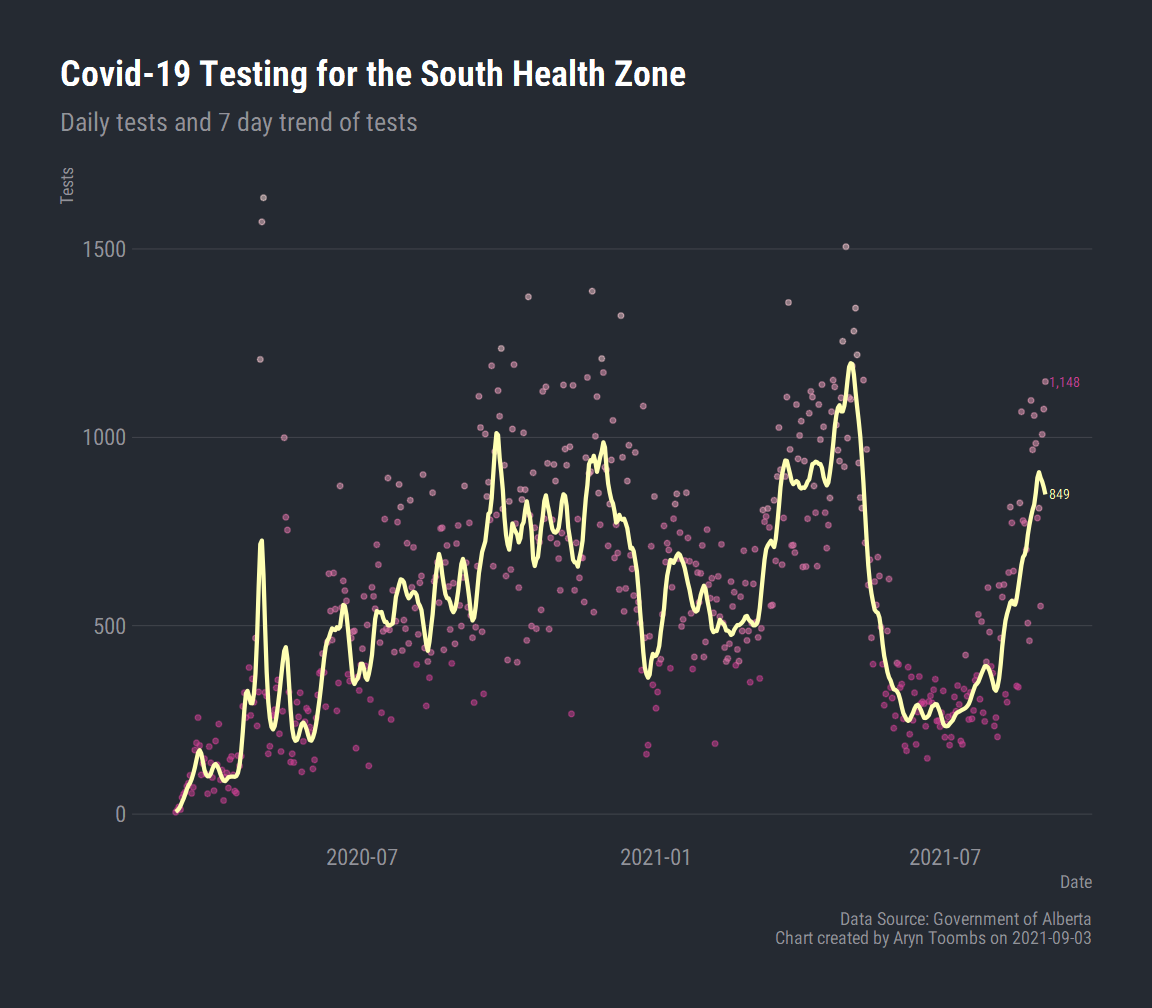 Covid-19 Testing for the South Health Zone
Daily tests and 7 day trend of tests
Tests
1500
1,148
1000
849
500
0
2020-07
2021-01
2021-07
Date
Data Source: Government of Alberta
Chart created by Aryn Toombs on 2021-09-03